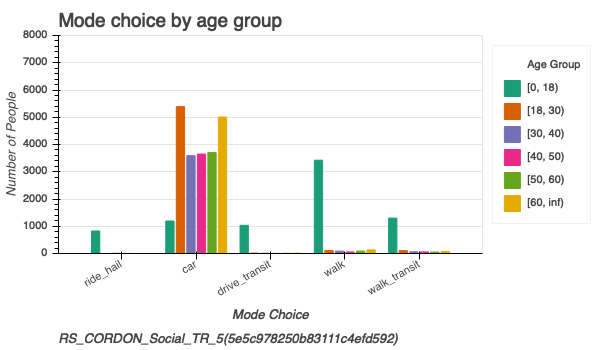 Mode choice by age group
8000
7000
6000
5000
4000
3000
2000
1000
0
Number of People
ride_hail
car
drive_transit
walk
walk_transit
Mode Choice
Age Group
[0, 18)
[18, 30)
[30, 40)
[40, 50)
[50, 60)
[60, inf)
RS_CORDON_Social_TR_5(5e5c978250b83111c4efd592)